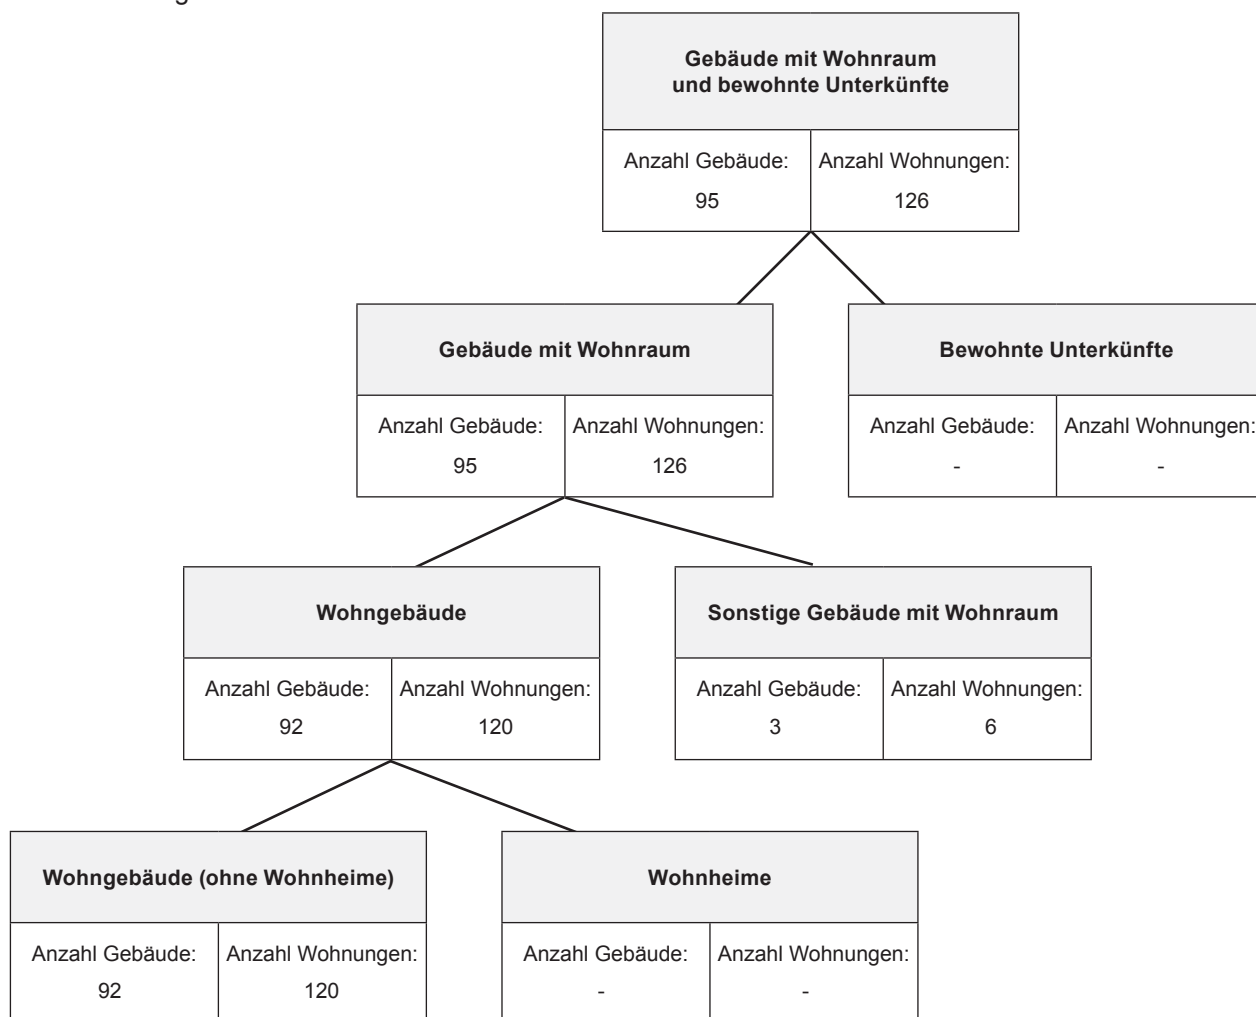 Gebäude mit Wohnraum
und bewohnte Unterkünfte
Anzahl Gebäude: Anzahl Wohnungen:
95 126
Gebäude mit Wohnraum
Anzahl Gebäude: Anzahl Wohnungen:
95 126
Bewohnte Unterkünfte
Anzahl Gebäude: Anzahl Wohnungen:
- -
Wohngebäude
Anzahl Gebäude: Anzahl Wohnungen:
92 120
Sonstige Gebäude mit Wohnraum
Anzahl Gebäude: Anzahl Wohnungen:
3 6
Wohngebäude (ohne Wohnheime)
Anzahl Gebäude: Anzahl Wohnungen:
92 120
Wohnheime
Anzahl Gebäude: Anzahl Wohnungen:
- -